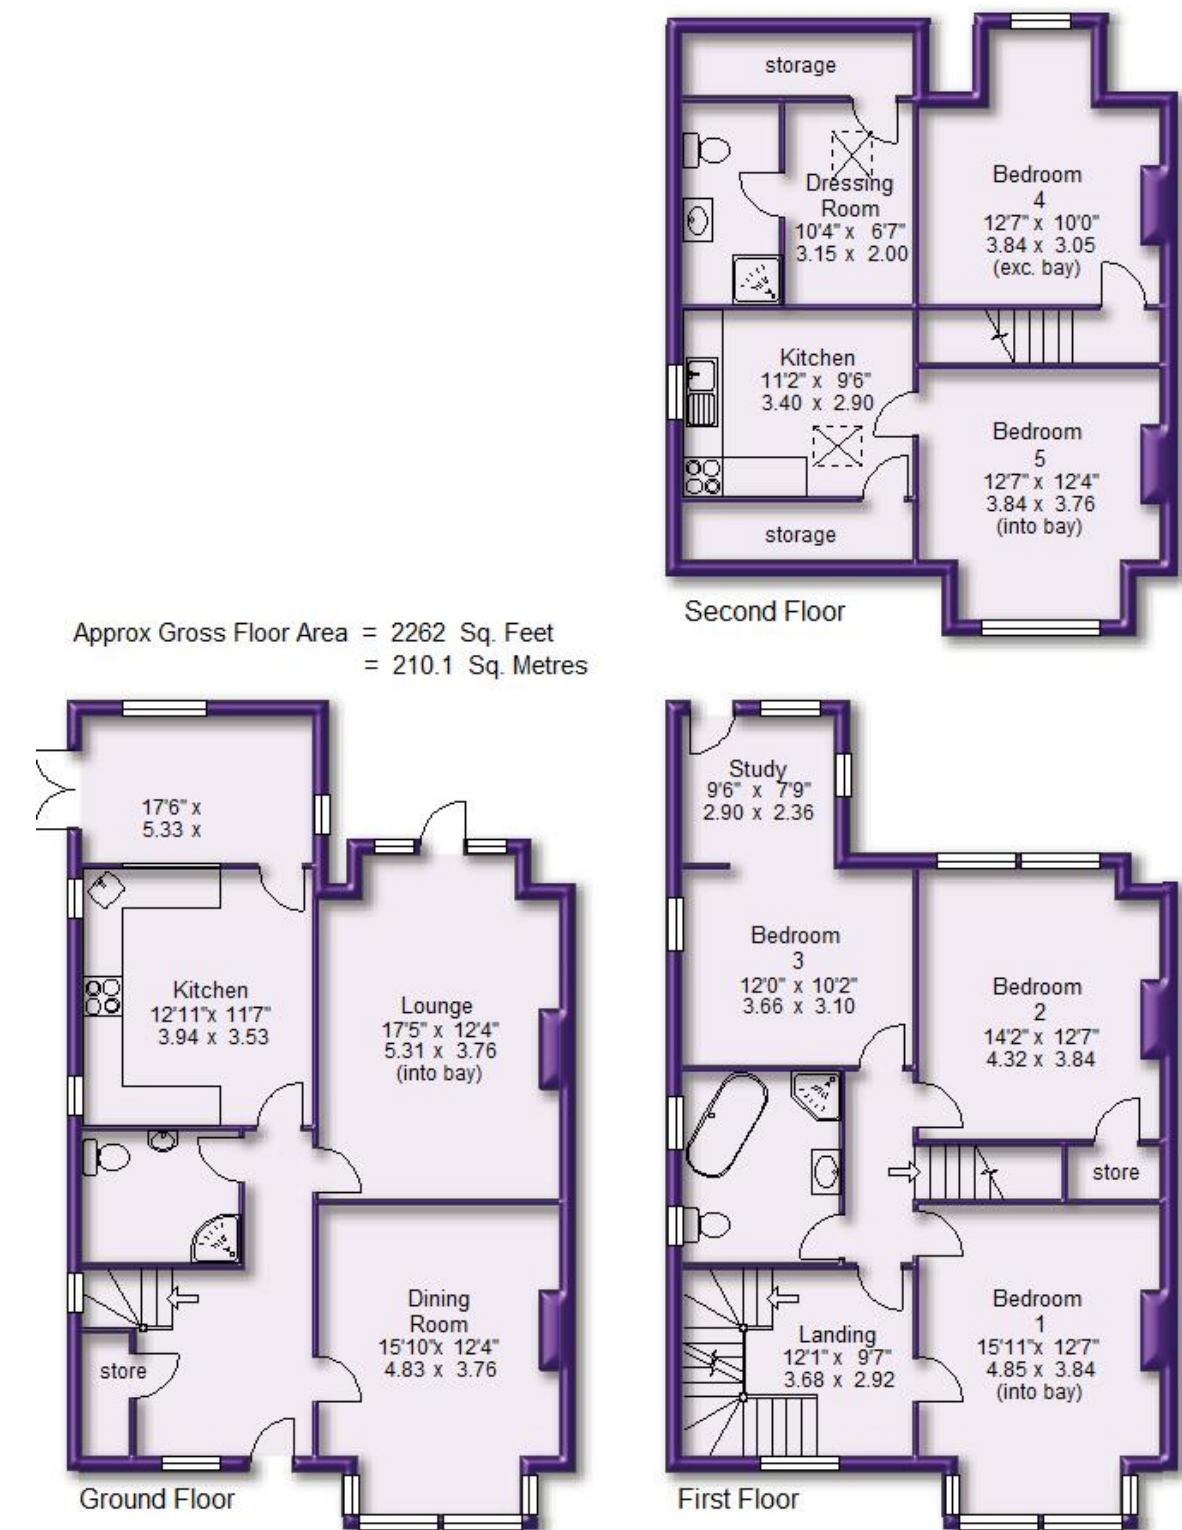 storage
Dressing
Room
10'4" x 6'7"
3.15 x 2.00
Bedroom
4
12'7" x 10'0"
3.84 x 3.05
(exc. bay)
Kitchen
11'2" x 9'6"
3.40 x 2.90
Bedroom
5
12'7" x 12'4"
3.84 x 3.76
(into bay)
storage
Second Floor
Approx Gross Floor Area = 2262 Sq. Feet
= 210.1 Sq. Metres
17'6" x
5.33 x
Kitchen
12'11"x 11'7"
3.94 x 3.53
Lounge
17'5" x 12'4"
5.31 x 3.76
(into bay)
Dining
Room
15'10"x 12'4"
4.83 x 3.76
store
Ground Floor
Study
9'6" x 7'9"
2.90 x 2.36
Bedroom
3
12'0" x 10'2"
3.66 x 3.10
Bedroom
2
14'2" x 12'7"
4.32 x 3.84
store
Landing
12'1" x 9'7"
3.68 x 2.92
Bedroom
1
15'11"x 12'7"
4.85 x 3.84
(into bay)
First Floor